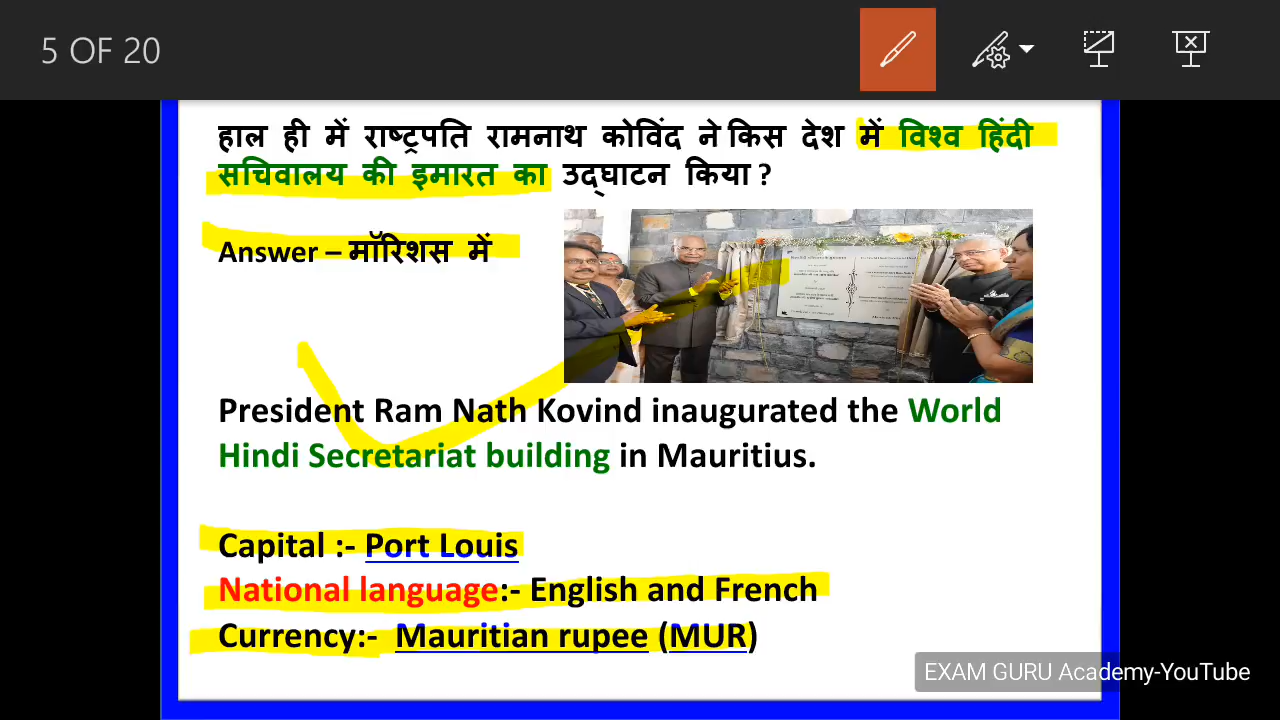 5 OF 20
हाल ही में राष्ट्रपति रामनाथ कोविंद ने किस देश में विश्व हिंदी
सचिवालय की इमारत का उद्घाटन किया ?
Answer – मॉरिशस में
President Ram Nath Kovind inaugurated the World
Hindi Secretariat building in Mauritius.
Capital :- Port Louis
National language:- English and French
Currency:- Mauritian rupee (MUR)
EXAM GURU Academy-YouTube